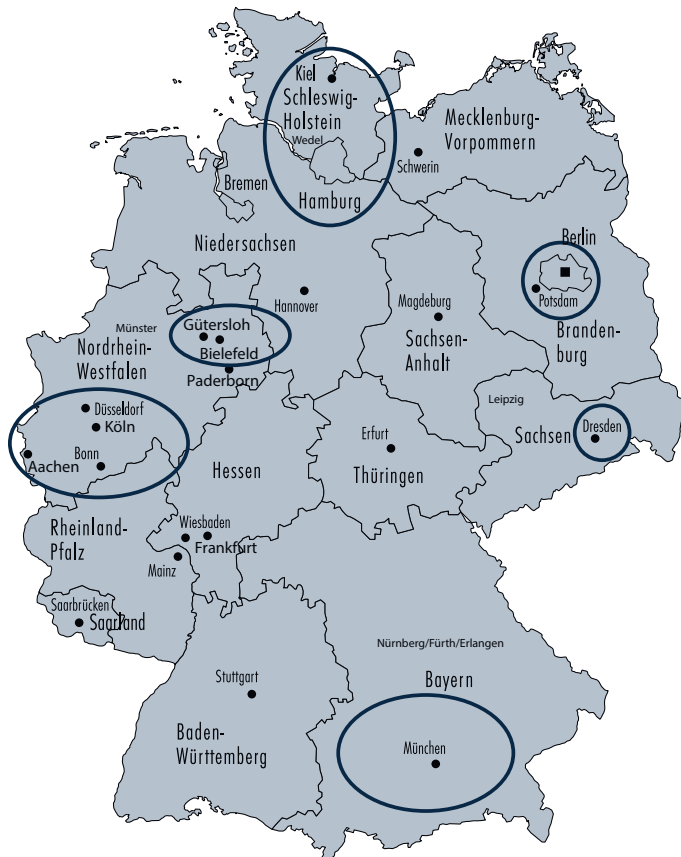 Kiel
Schleswig-
Holstein
Wedel
Mecklenburg-
Vorpommern
Schwerin
Bremen
Hamburg
Niedersachsen
Berlin
Potsdam
Hannover
Magdeburg
Branden-
burg
Sachsen-
Anhalt
Münster
Gütersloh
Bielefeld
Nordrhein-
Westfalen
Paderborn
Düsseldorf
Köln
Bonn
Aachen
Leipzig
Dresden
Sachsen
Erfurt
Thüringen
Hessen
Rheinland-
Pfalz
Wiesbaden
Frankfurt
Mainz
Saarbrücken
Saarland
Nürnberg/Fürth/Erlangen
Bayern
Stuttgart
Baden-
Württemberg
München